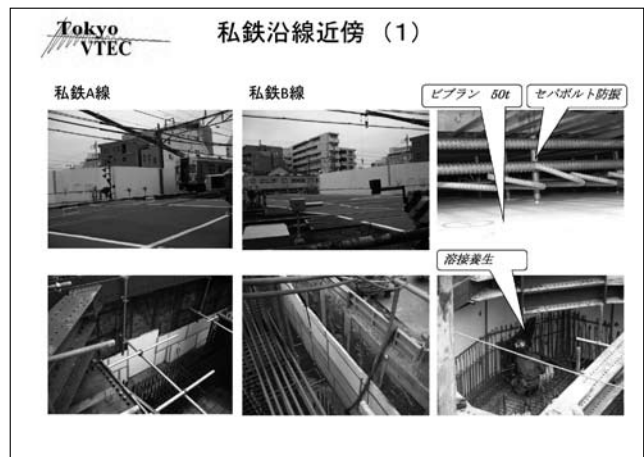 Tokyo
VTEC
私鉄沿線近傍 （1）
私鉄A線
私鉄B線
ビブラン 50t
セパボルト防振
溶接養生